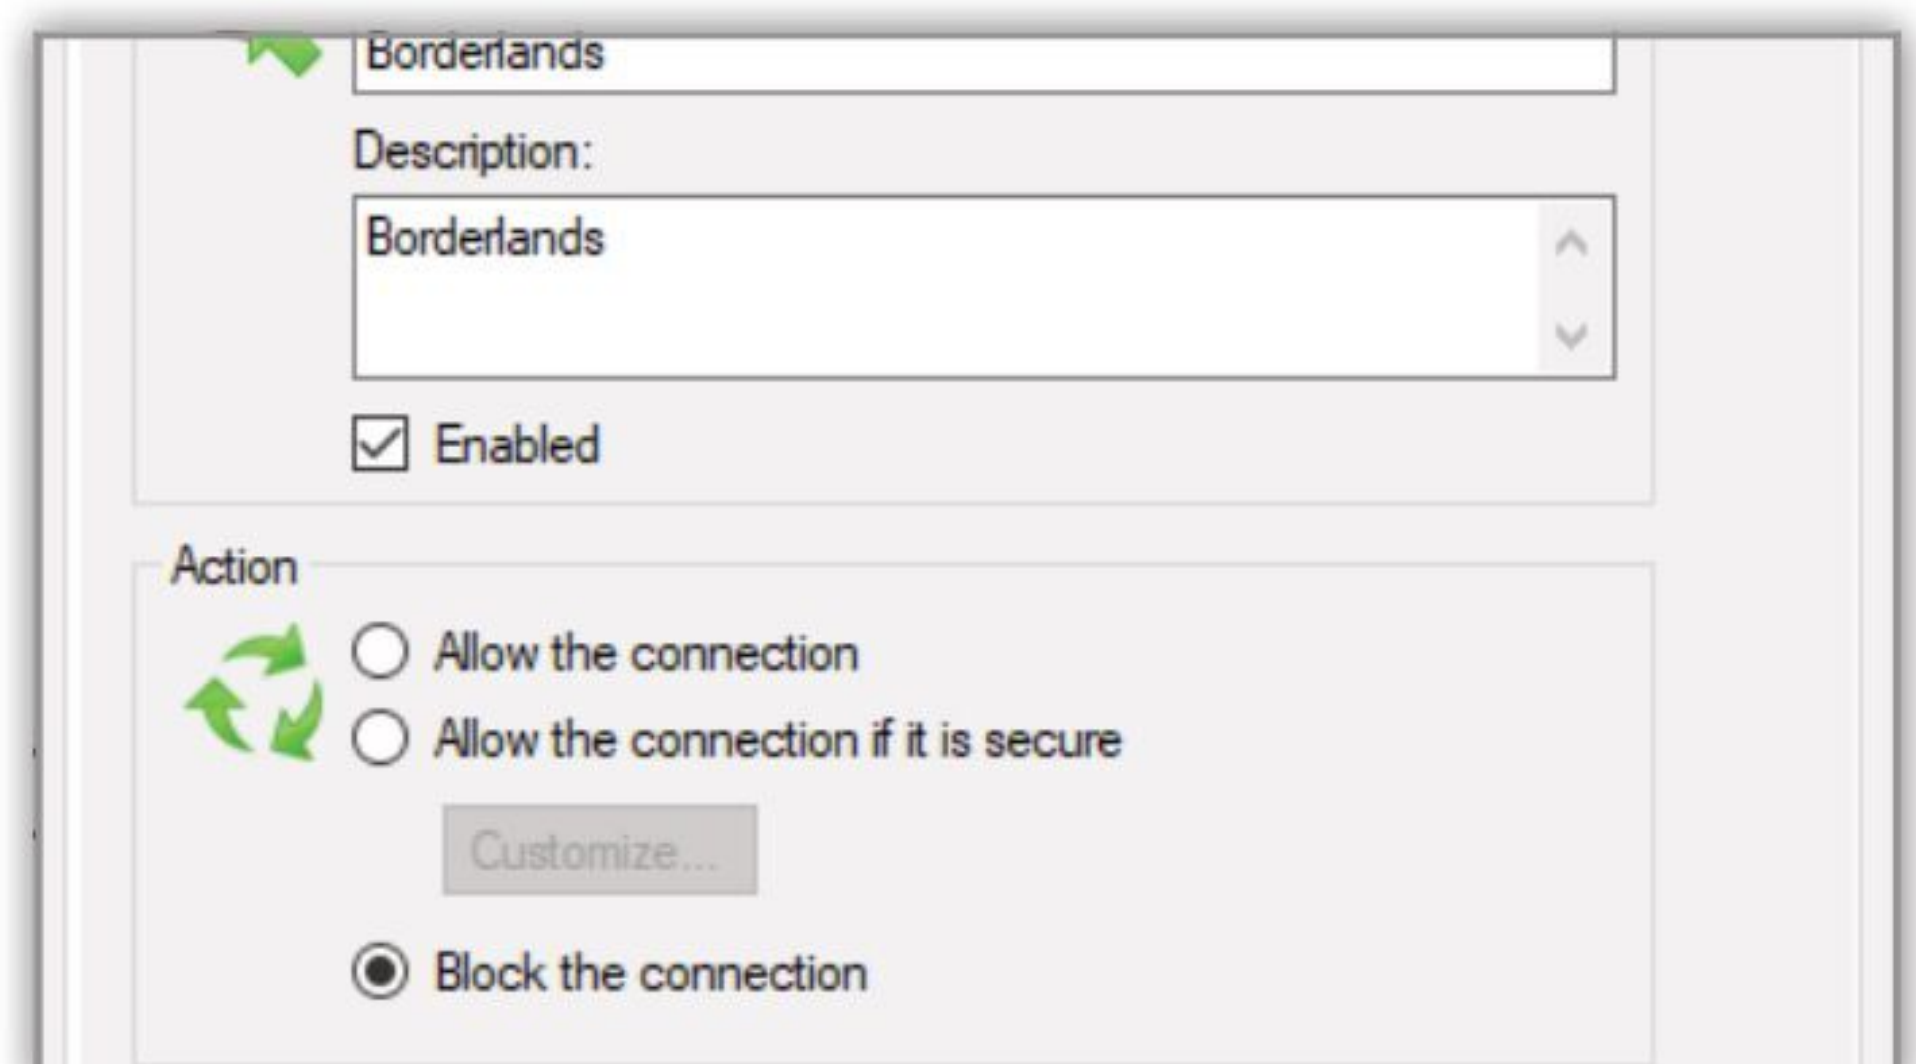 Borderlands
Description:
Borderlands
Enabled
Action
Allow the connection
Allow the connection if it is secure
Customize...
Block the connection